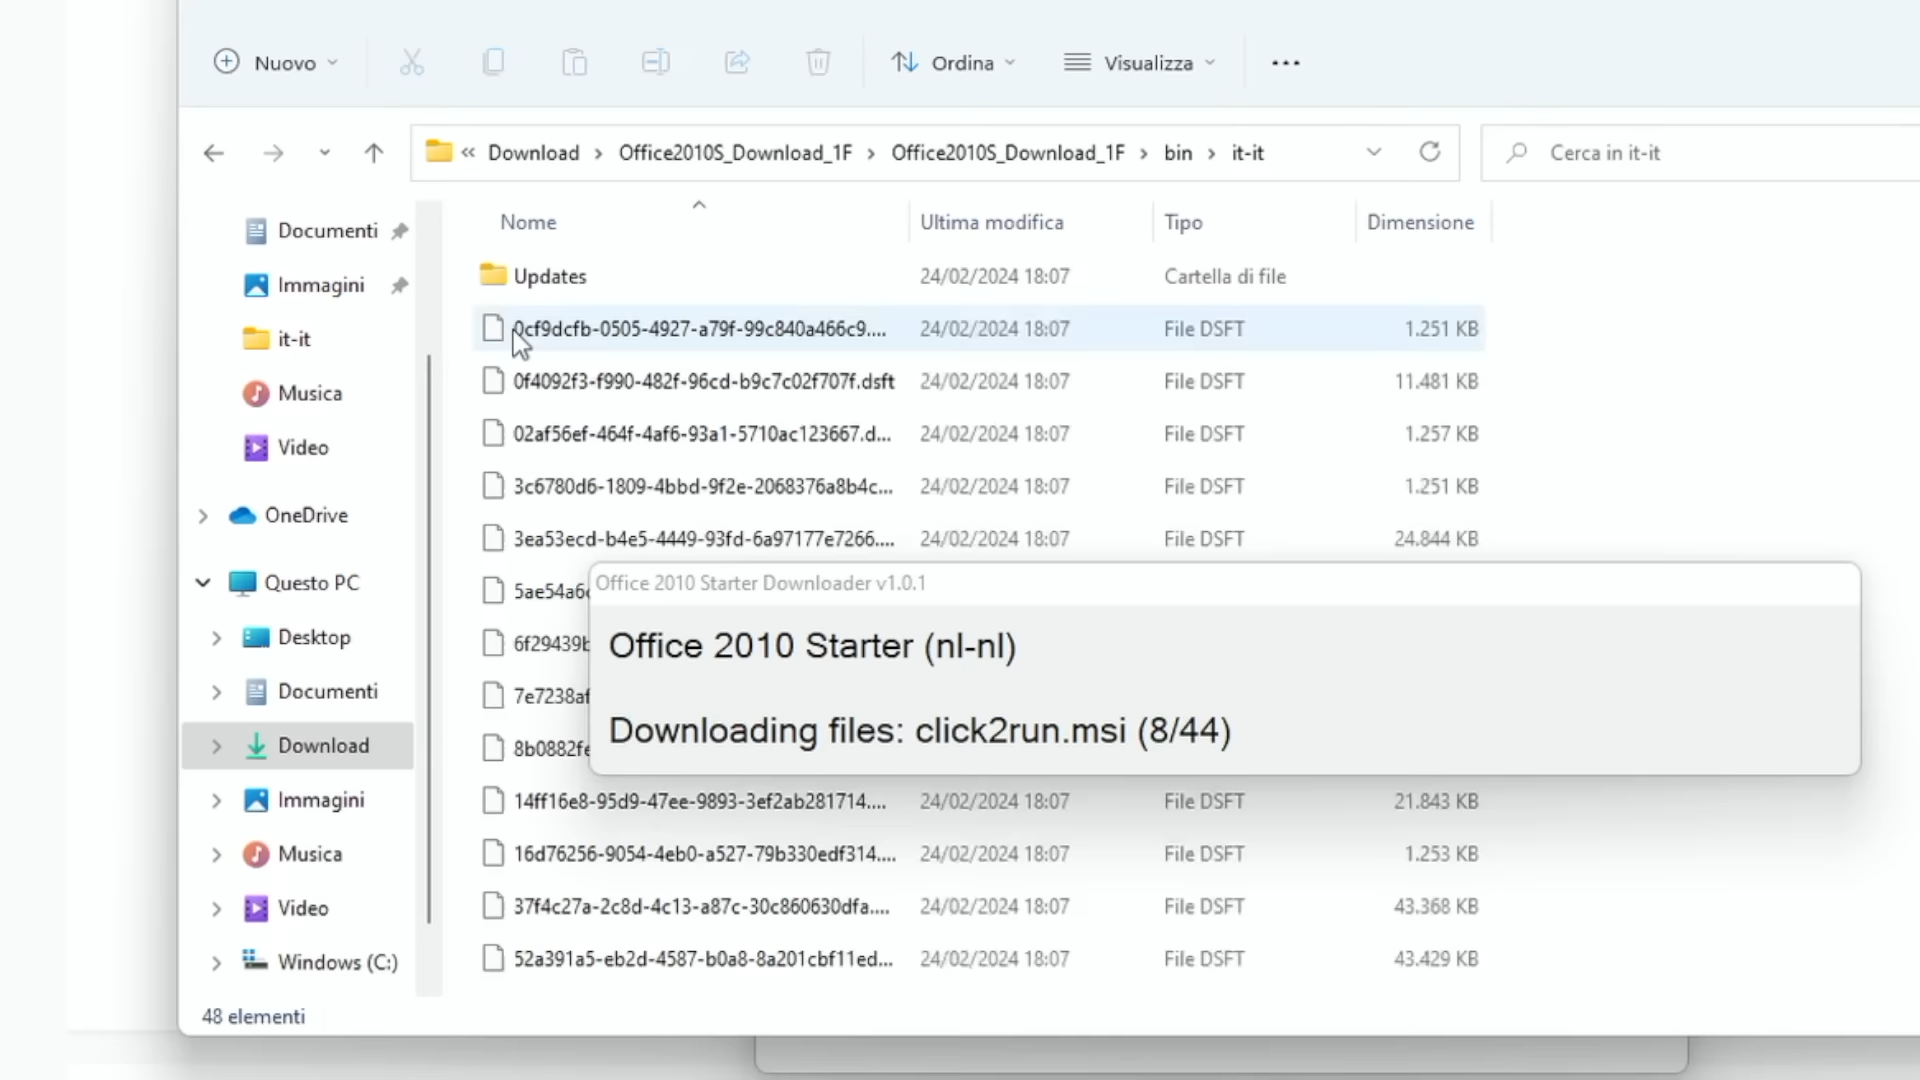 Nuovo
Ordina
Visualizza
« Download › Office2010S_Download_1F › Office2010S_Download_1F › bin › it-it
Cerca in it-it
Documenti
Immagini
it-it
Musica
Video
OneDrive
Questo PC
Desktop
Documenti
Download
Immagini
Musica
Video
Windows (C:)
Nome Ultima modifica Tipo Dimensione
Updates 24/02/2024 18:07 Cartella di file
0cf9dcfb-0505-4927-a79f-99c840a466c9.... 24/02/2024 18:07 File DSFT 1.251 KB
0f4092f3-f990-482f-96cd-b9c7c02f707f.dsft 24/02/2024 18:07 File DSFT 11.481 KB
02af56ef-464f-4af6-93a1-5710ac123667.d... 24/02/2024 18:07 File DSFT 1.257 KB
3c6780d6-1809-4bbd-9f2e-2068376a8b4c... 24/02/2024 18:07 File DSFT 1.251 KB
3ea53ecd-b4e5-4449-93fd-6a97177e7266.... 24/02/2024 18:07 File DSFT 24.844 KB
5ae54a6
6f29439b
7e7238af
8b0882fe
Office 2010 Starter Downloader v1.0.1
Office 2010 Starter (nl-nl)
Downloading files: click2run.msi (8/44)
14ff16e8-95d9-47ee-9893-3ef2ab281714.... 24/02/2024 18:07 File DSFT 21.843 KB
16d76256-9054-4eb0-a527-79b330edf314.... 24/02/2024 18:07 File DSFT 1.253 KB
37f4c27a-2c8d-4c13-a87c-30c860630dfa.... 24/02/2024 18:07 File DSFT 43.368 KB
52a391a5-eb2d-4587-b0a8-8a201cbf11ed... 24/02/2024 18:07 File DSFT 43.429 KB
48 elementi